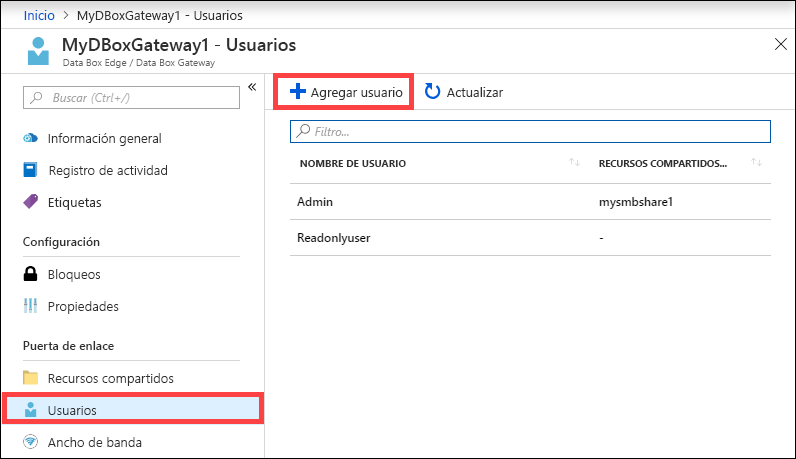 Inicio > MyDBoxGateway1 - Usuarios
MyDBoxGateway1 - Usuarios
Data Box Edge / Data Box Gateway
Buscar (Ctrl+/)
Información general
Registro de actividad
Etiquetas
Configuración
Bloqueos
Propiedades
Puerta de enlace
Recursos compartidos
Usuarios
Ancho de banda
Agregar usuario Actualizar
Filtro...
NOMBRE DE USUARIO RECURSOS COMPARTIDOS...
Admin mysmbshare1
Readonlyuser -